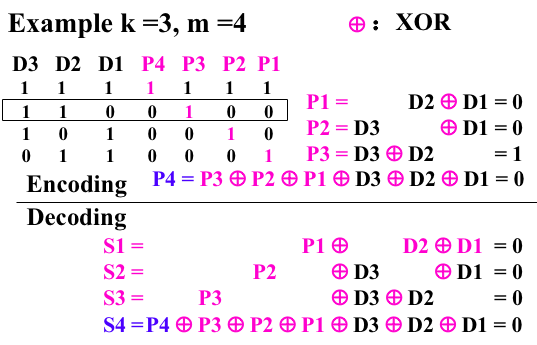 Example k =3, m =4 ⊕ : XOR
D3 D2 D1 P4 P3 P2 P1
1 1 1 1 1 1 1
1 1 0 0 1 0 0
1 0 1 0 0 1 0
0 1 1 0 0 0 1
P1 = D2 ⊕ D1 = 0
P2 = D3 ⊕ D1 = 0
P3 = D3 ⊕ D2 = 1
Encoding P4 = P3 ⊕ P2 ⊕ P1 ⊕ D3 ⊕ D2 ⊕ D1 = 0
Decoding
S1 = P1 ⊕ D2 ⊕ D1 = 0
S2 = P2 ⊕ D3 ⊕ D1 = 0
S3 = P3 ⊕ D3 ⊕ D2 = 0
S4 = P4 ⊕ P3 ⊕ P2 ⊕ P1 ⊕ D3 ⊕ D2 ⊕ D1 = 0